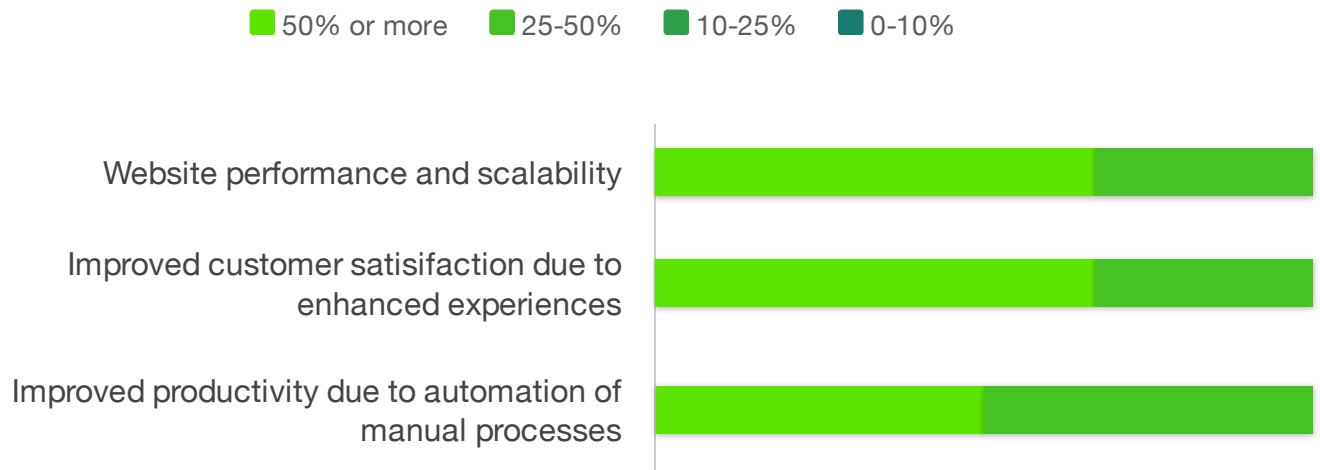 50% or more 25-50% 10-25% 0-10%
Website performance and scalability
Improved customer satisifaction due to
enhanced experiences
Improved productivity due to automation of
manual processes